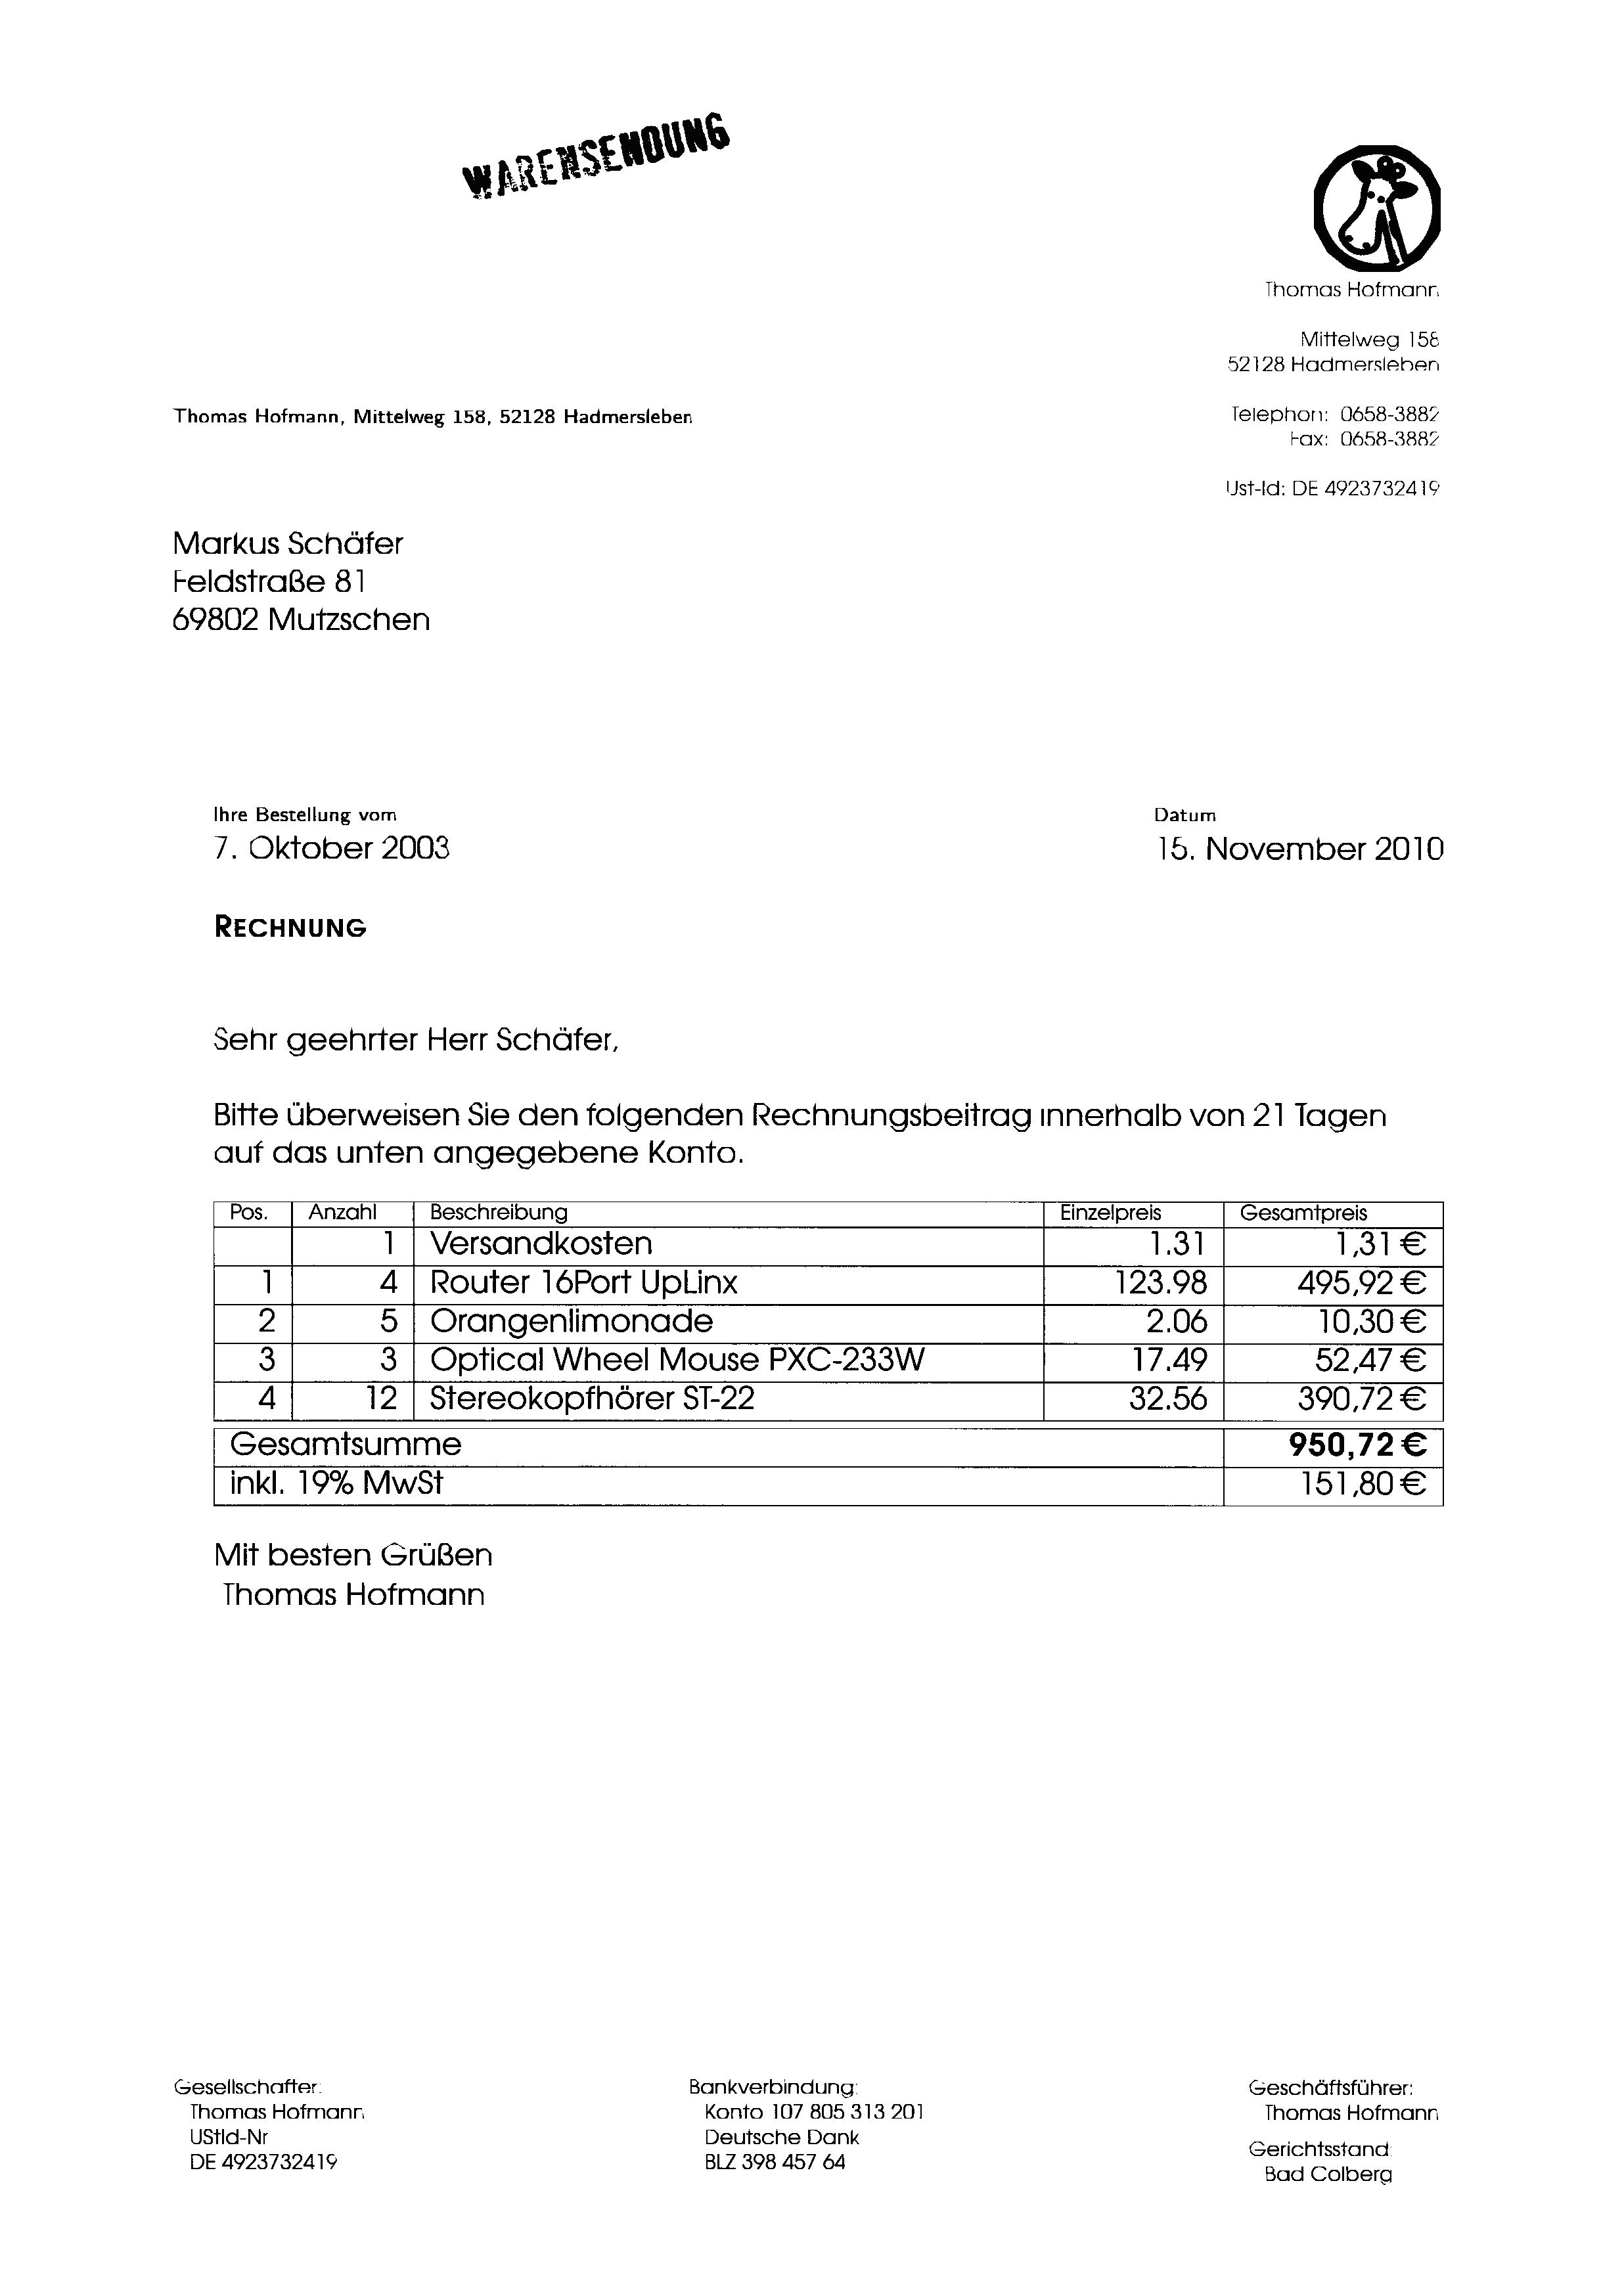 WARENSENDUNG
Thomas Hofmann
Mittelweg 158
52128 Hadmersleben
Thomas Hofmann, Mittelweg 158, 52128 Hadmersleben
Telephon: 0658-3882
Fax: 0658-3882
Ust-Id: DE 4923732419
Markus Schäfer
Feldstraße 81
69802 Mutzschen
Ihre Bestellung vom Datum
7. Oktober 2003 15. November 2010
RECHNUNG
Sehr geehrter Herr Schäfer,
Bitte überweisen Sie den folgenden Rechnungsbeitrag innerhalb von 21 Tagen
auf das unten angegebene Konto.
Pos. Anzahl Beschreibung Einzelpreis Gesamtpreis
1 Versandkosten 1.31 1,31 €
1 4 Router 16Port UpLinx 123.98 495,92 €
2 5 Orangenlimonade 2.06 10,30 €
3 3 Optical Wheel Mouse PXC-233W 17.49 52,47 €
4 12 Stereokopfhörer ST-22 32.56 390,72 €
Gesamtsumme 950,72 €
inkl. 19% MwSt 151,80 €
Mit besten Grüßen
Thomas Hofmann
Gesellschafter:
Thomas Hofmann
UStId-Nr
DE 4923732419
Bankverbindung:
Konto 107 805 313 201
Deutsche Dank
BLZ 398 457 64
Geschäftsführer:
Thomas Hofmann
Gerichtsstand:
Bad Colberg